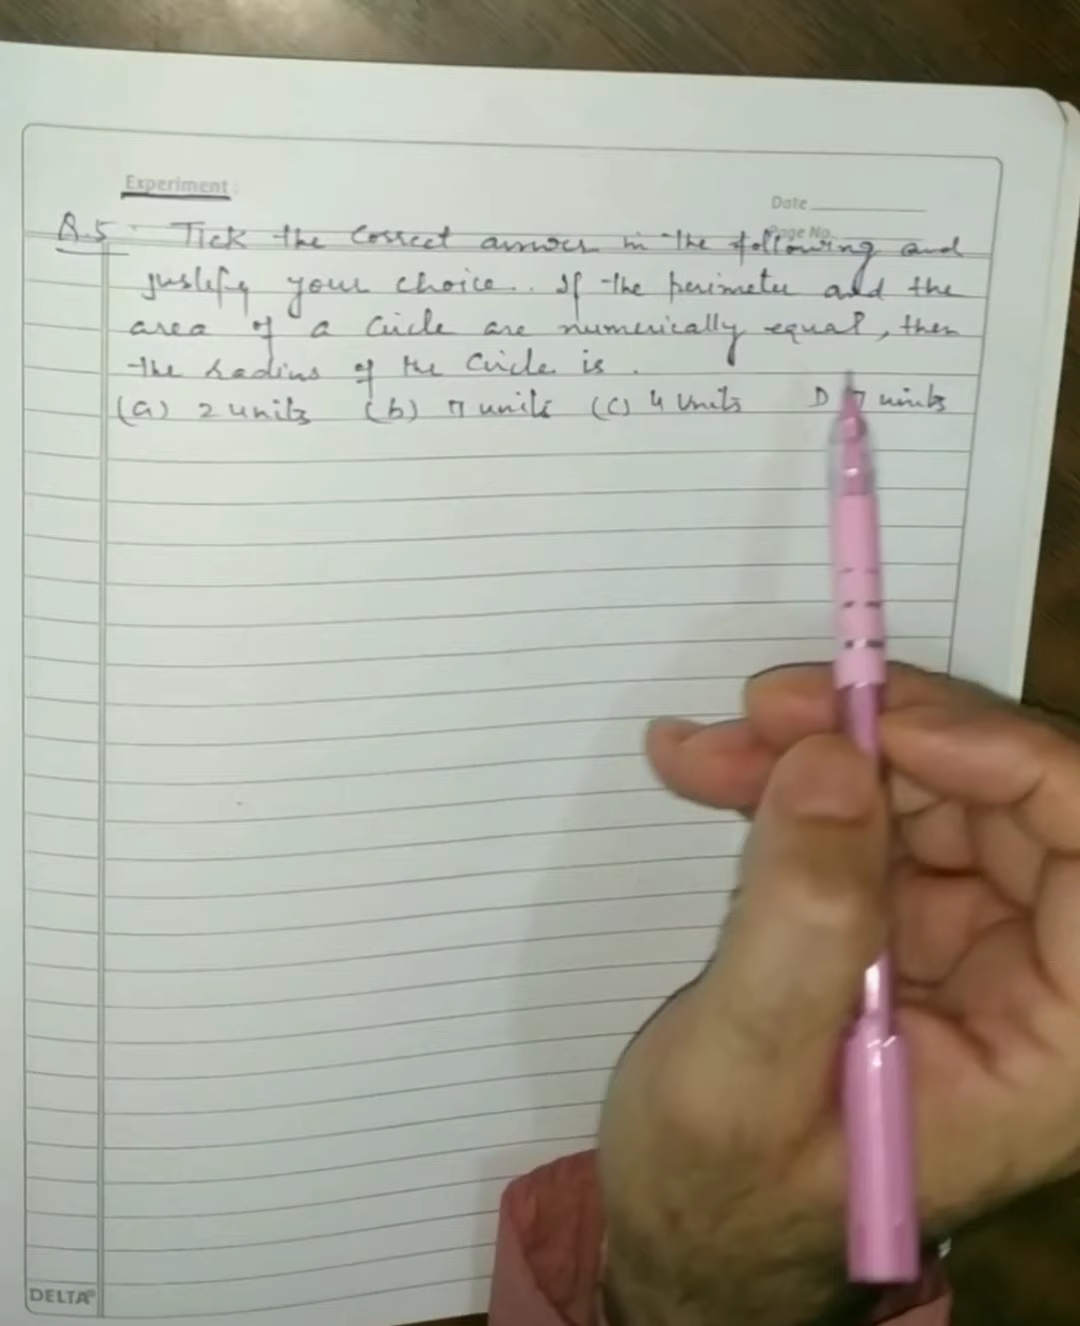 Experiment :
Date
Page No.
Q.5. Tick the correct answer in the following and
justify your choice. If the perimeter and the
area of a circle are numerically equal, then
the radius of the circle is.
(a) 2 units (b) π units (c) 4 units D 7 units
DELTA®